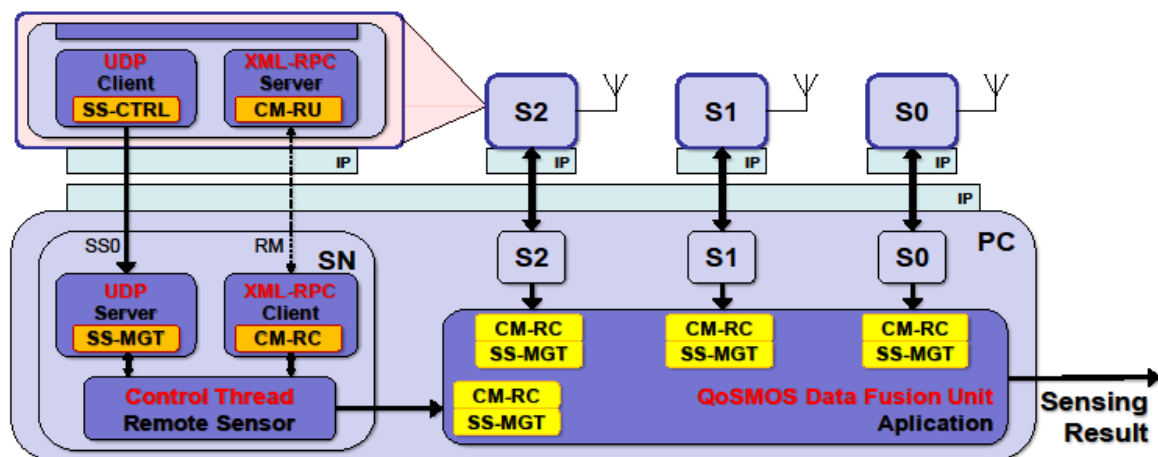 UDP
Client
SS-CTRL
XML-RPC
Server
CM-RU
S2
S1
S0
IP
IP
IP
IP
IP
PC
SS0
RM
SN
S2
S1
S0
UDP
Server
SS-MGT
XML-RPC
Client
CM-RC
CM-RC
SS-MGT
CM-RC
SS-MGT
CM-RC
SS-MGT
Control Thread
Remote Sensor
CM-RC
SS-MGT
QoSMOS Data Fusion Unit
Aplication
Sensing
Result